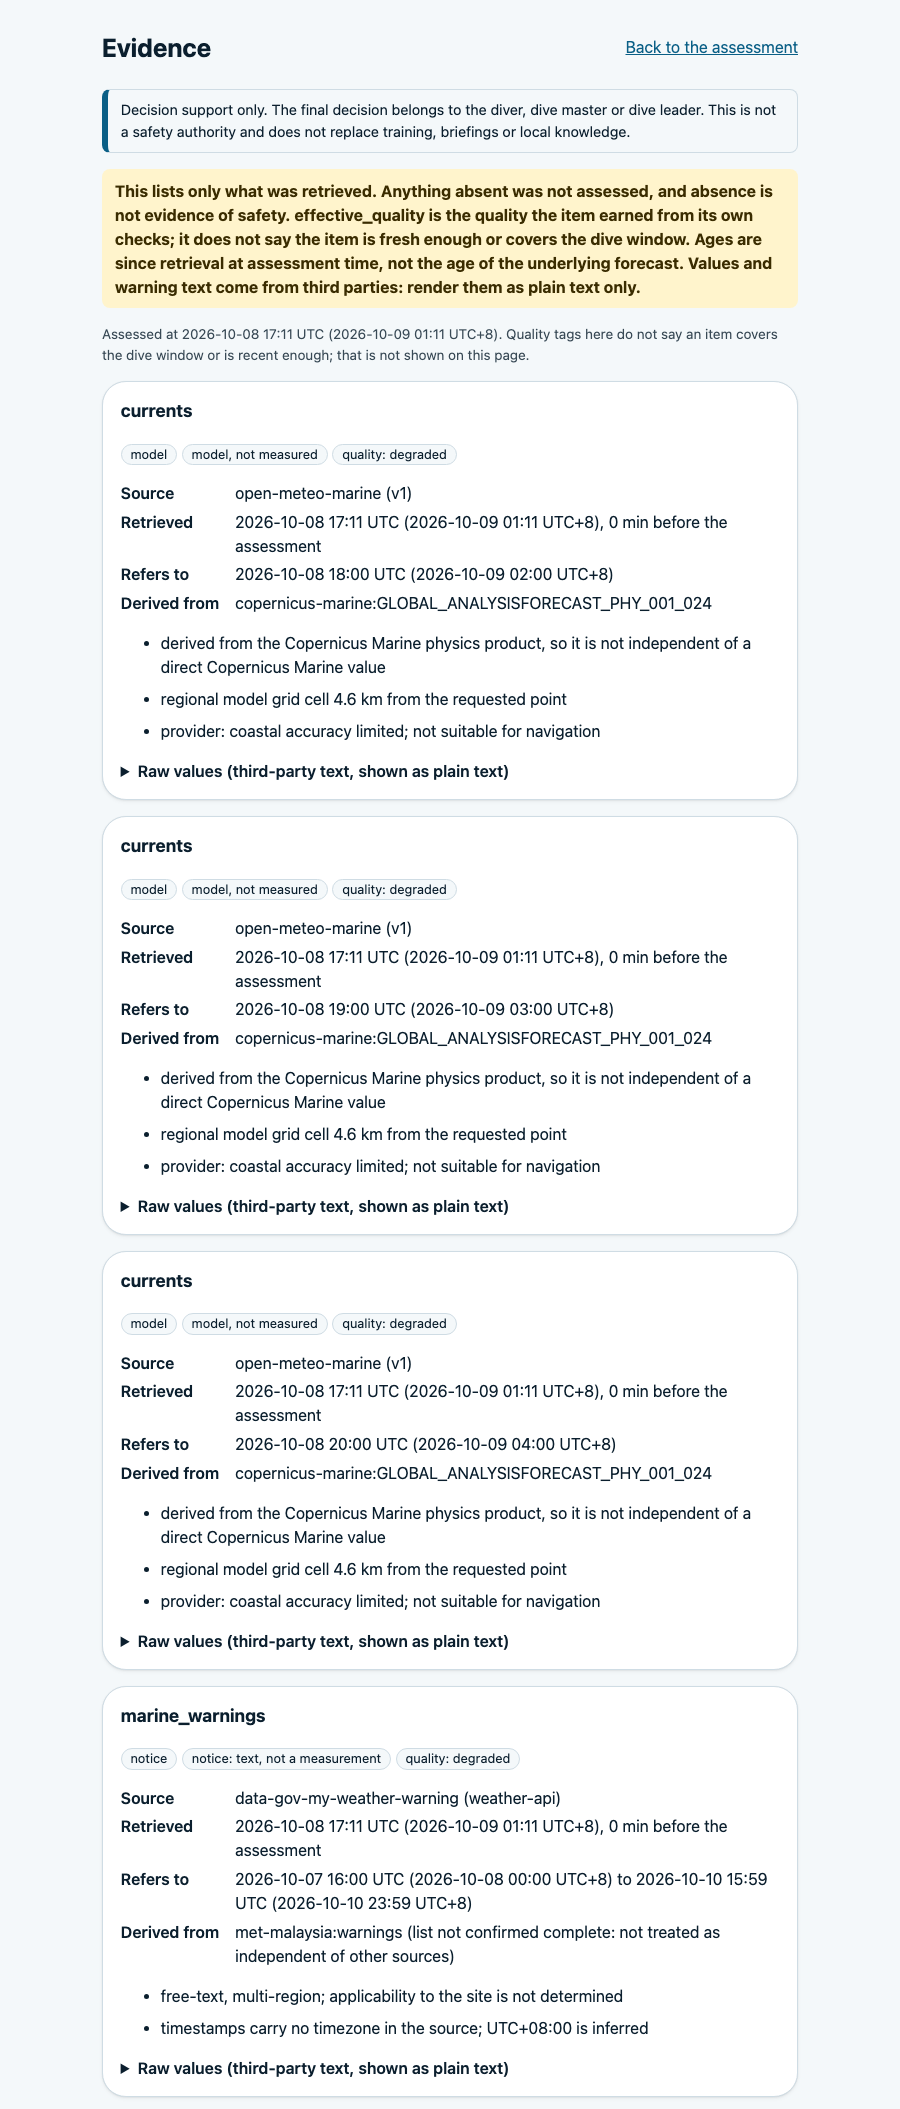 Evidence
Back to the assessment
Decision support only. The final decision belongs to the diver, dive master or dive leader. This is not
a safety authority and does not replace training, briefings or local knowledge.
This lists only what was retrieved. Anything absent was not assessed, and absence is
not evidence of safety. effective_quality is the quality the item earned from its own
checks; it does not say the item is fresh enough or covers the dive window. Ages are
since retrieval at assessment time, not the age of the underlying forecast. Values and
warning text come from third parties: render them as plain text only.
Assessed at 2026-10-08 17:11 UTC (2026-10-09 01:11 UTC+8). Quality tags here do not say an item covers
the dive window or is recent enough; that is not shown on this page.
currents
model model, not measured quality: degraded
Source open-meteo-marine (v1)
Retrieved 2026-10-08 17:11 UTC (2026-10-09 01:11 UTC+8), 0 min before the
assessment
Refers to 2026-10-08 18:00 UTC (2026-10-09 02:00 UTC+8)
Derived from copernicus-marine:GLOBAL_ANALYSISFORECAST_PHY_001_024
• derived from the Copernicus Marine physics product, so it is not independent of a
direct Copernicus Marine value
• regional model grid cell 4.6 km from the requested point
• provider: coastal accuracy limited; not suitable for navigation
▶ Raw values (third-party text, shown as plain text)
currents
model model, not measured quality: degraded
Source open-meteo-marine (v1)
Retrieved 2026-10-08 17:11 UTC (2026-10-09 01:11 UTC+8), 0 min before the
assessment
Refers to 2026-10-08 19:00 UTC (2026-10-09 03:00 UTC+8)
Derived from copernicus-marine:GLOBAL_ANALYSISFORECAST_PHY_001_024
• derived from the Copernicus Marine physics product, so it is not independent of a
direct Copernicus Marine value
• regional model grid cell 4.6 km from the requested point
• provider: coastal accuracy limited; not suitable for navigation
▶ Raw values (third-party text, shown as plain text)
currents
model model, not measured quality: degraded
Source open-meteo-marine (v1)
Retrieved 2026-10-08 17:11 UTC (2026-10-09 01:11 UTC+8), 0 min before the
assessment
Refers to 2026-10-08 20:00 UTC (2026-10-09 04:00 UTC+8)
Derived from copernicus-marine:GLOBAL_ANALYSISFORECAST_PHY_001_024
• derived from the Copernicus Marine physics product, so it is not independent of a
direct Copernicus Marine value
• regional model grid cell 4.6 km from the requested point
• provider: coastal accuracy limited; not suitable for navigation
▶ Raw values (third-party text, shown as plain text)
marine_warnings
notice notice: text, not a measurement quality: degraded
Source data-gov-my-weather-warning (weather-api)
Retrieved 2026-10-08 17:11 UTC (2026-10-09 01:11 UTC+8), 0 min before the
assessment
Refers to 2026-10-07 16:00 UTC (2026-10-08 00:00 UTC+8) to 2026-10-10 15:59
UTC (2026-10-10 23:59 UTC+8)
Derived from met-malaysia:warnings (list not confirmed complete: not treated as
independent of other sources)
• free-text, multi-region; applicability to the site is not determined
• timestamps carry no timezone in the source; UTC+08:00 is inferred
▶ Raw values (third-party text, shown as plain text)